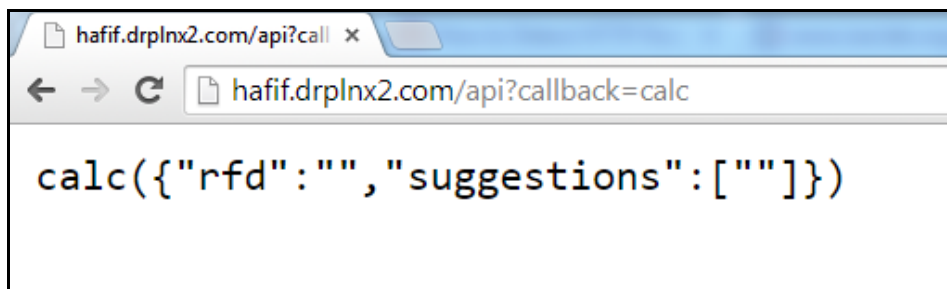 hafif.drplnx2.com/api?call
hafif.drplnx2.com/api?callback=calc
calc({"rfd":"","suggestions":[""]})